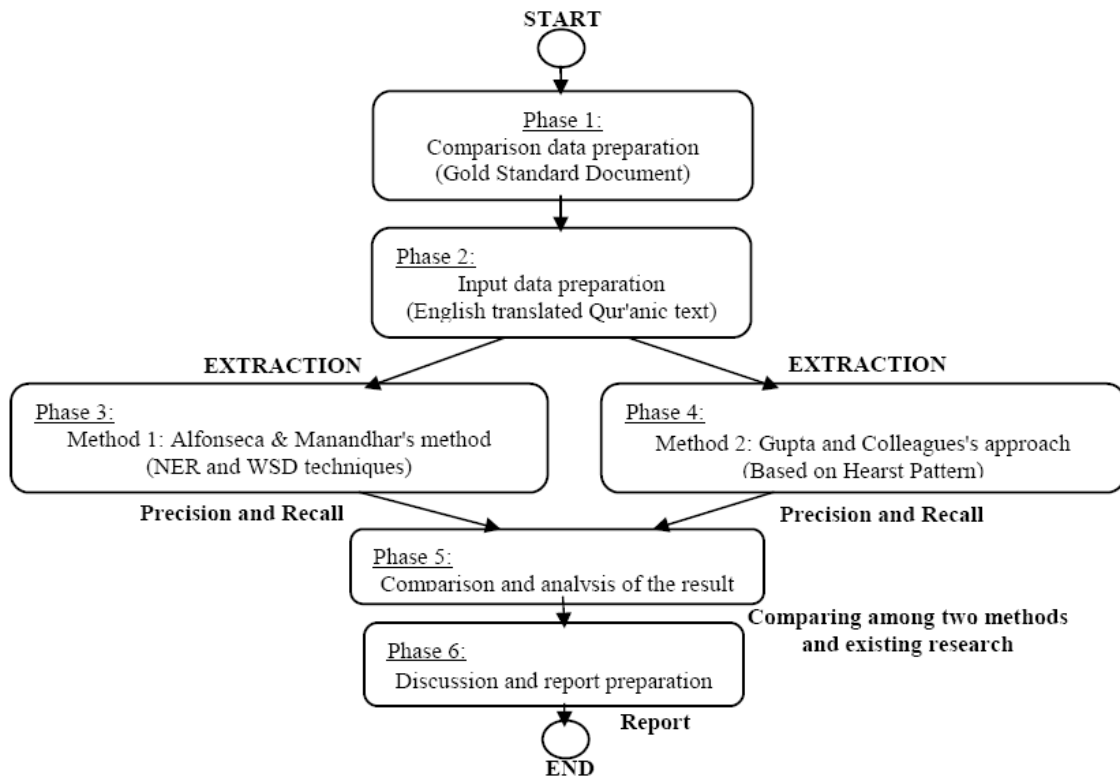 START
Phase 1:
Comparison data preparation
(Gold Standard Document)
Phase 2:
Input data preparation
(English translated Qur'anic text)
EXTRACTION
EXTRACTION
Phase 3:
Method 1: Alfonseca & Manandhar's method
(NER and WSD techniques)
Phase 4:
Method 2: Gupta and Colleagues's approach
(Based on Hearst Pattern)
Precision and Recall
Precision and Recall
Phase 5:
Comparison and analysis of the result
Comparing among two methods
and existing research
Phase 6:
Discussion and report preparation
Report
END